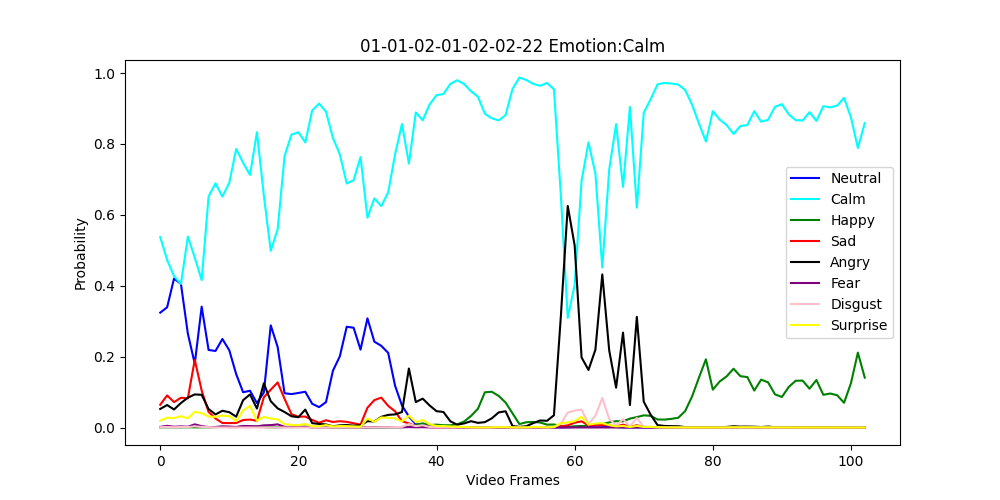 01-01-02-01-02-02-22 Emotion:Calm
1.0
0.8
0.6
0.4
0.2
0.0
Probability
Neutral
Calm
Happy
Sad
Angry
Fear
Disgust
Surprise
0 20 40 60 80 100
Video Frames